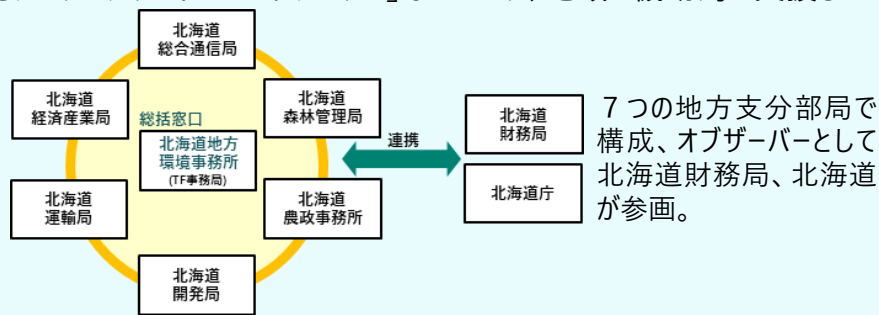 北海道
総合通信局
北海道
経済産業局
北海道
森林管理局
総括窓口
北海道地方
環境事務所
(TF事務局)
北海道
運輸局
北海道
農政事務所
北海道
開発局
連携
北海道
財務局
北海道庁
７つの地方支分部局で
構成、オブザーバーとして
北海道財務局、北海道
が参画。